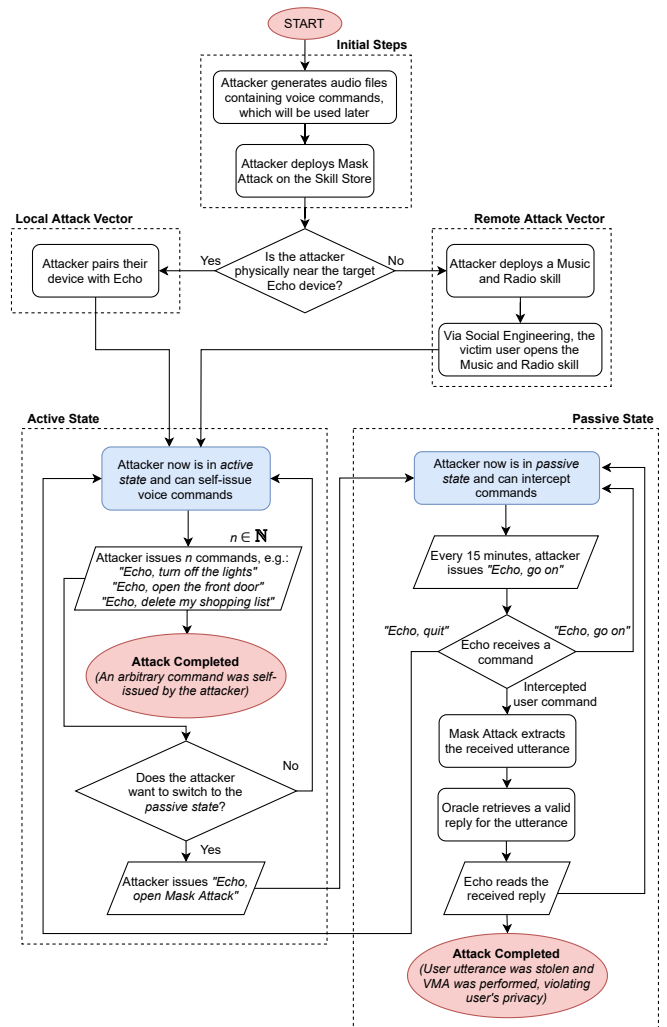 START
Initial Steps
Attacker generates audio files
containing voice commands,
which will be used later
Attacker deploys Mask
Attack on the Skill Store
Local Attack Vector
Remote Attack Vector
Attacker pairs their
device with Echo
Yes
Is the attacker
physically near the target
Echo device?
No
Attacker deploys a Music
and Radio skill
Via Social Engineering, the
victim user opens the
Music and Radio skill
Active State
Attacker now is in active
state and can self-issue
voice commands
n ∈ ℕ
Attacker issues n commands, e.g.:
"Echo, turn off the lights"
"Echo, open the front door"
"Echo, delete my shopping list"
Attack Completed
(An arbitrary command was self-
issued by the attacker)
Does the attacker
want to switch to the
passive state?
No
Yes
Attacker issues "Echo,
open Mask Attack"
Passive State
Attacker now is in passive
state and can intercept
commands
Every 15 minutes, attacker
issues "Echo, go on"
"Echo, quit"
"Echo, go on"
Echo receives a
command
Intercepted
user command
Mask Attack extracts
the received utterance
Oracle retrieves a valid
reply for the utterance
Echo reads the
received reply
Attack Completed
(User utterance was stolen and
VMA was performed, violating
user's privacy)